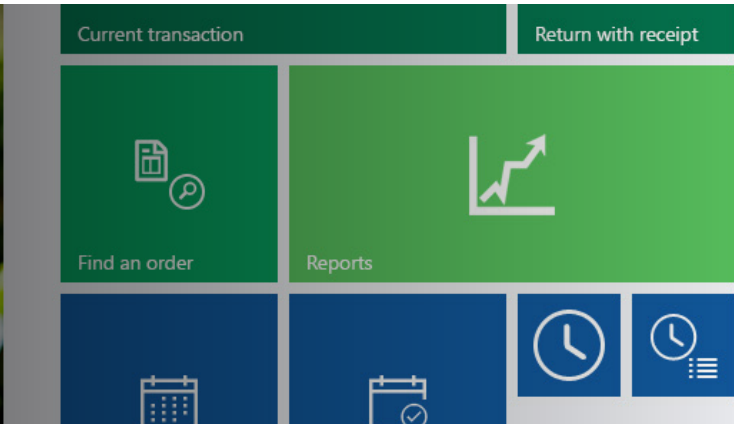 Current transaction
Return with receipt
Find an order
Reports